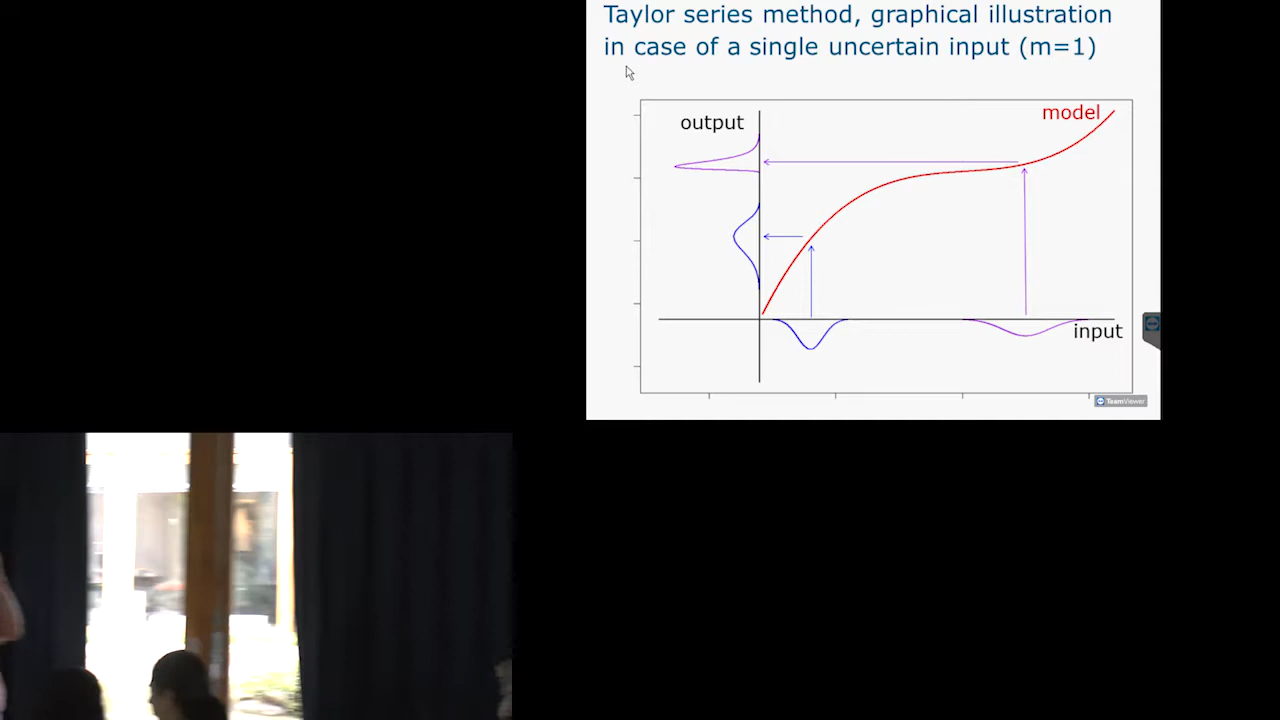 Taylor series method, graphical illustration
in case of a single uncertain input (m=1)
model
output
input
TeamViewer